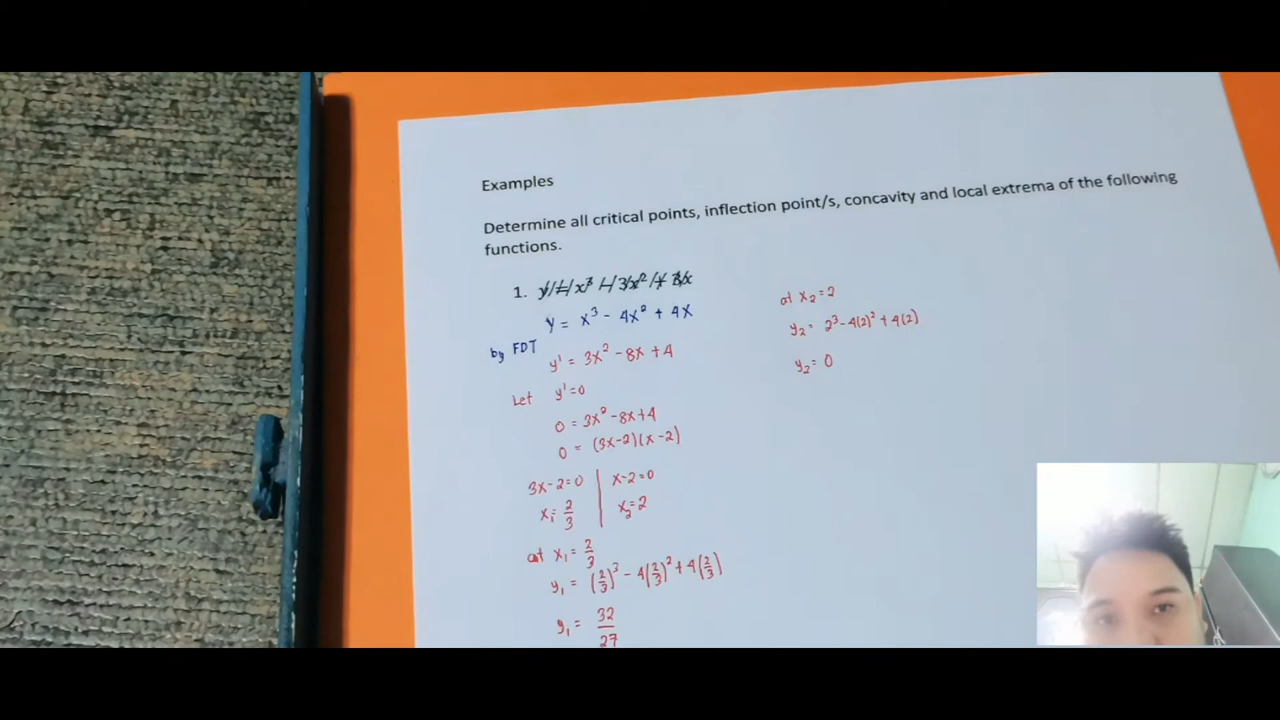 Examples
Determine all critical points, inflection point/s, concavity and local extrema of the following
functions.
1.
y = x³ - 4x² + 4x
by FDT
y' = 3x² - 8x + 4
Let y' = 0
0 = 3x² - 8x + 4
0 = (3x-2)(x-2)
3x-2=0 | x-2=0
x₁= 2/3 | x₂=2
at x₁ = 2/3
y₁ = (2/3)³ - 4(2/3)² + 4(2/3)
y₁ = 32/27
at x₂ = 2
y₂ = 2³ - 4(2)² + 4(2)
y₂ = 0